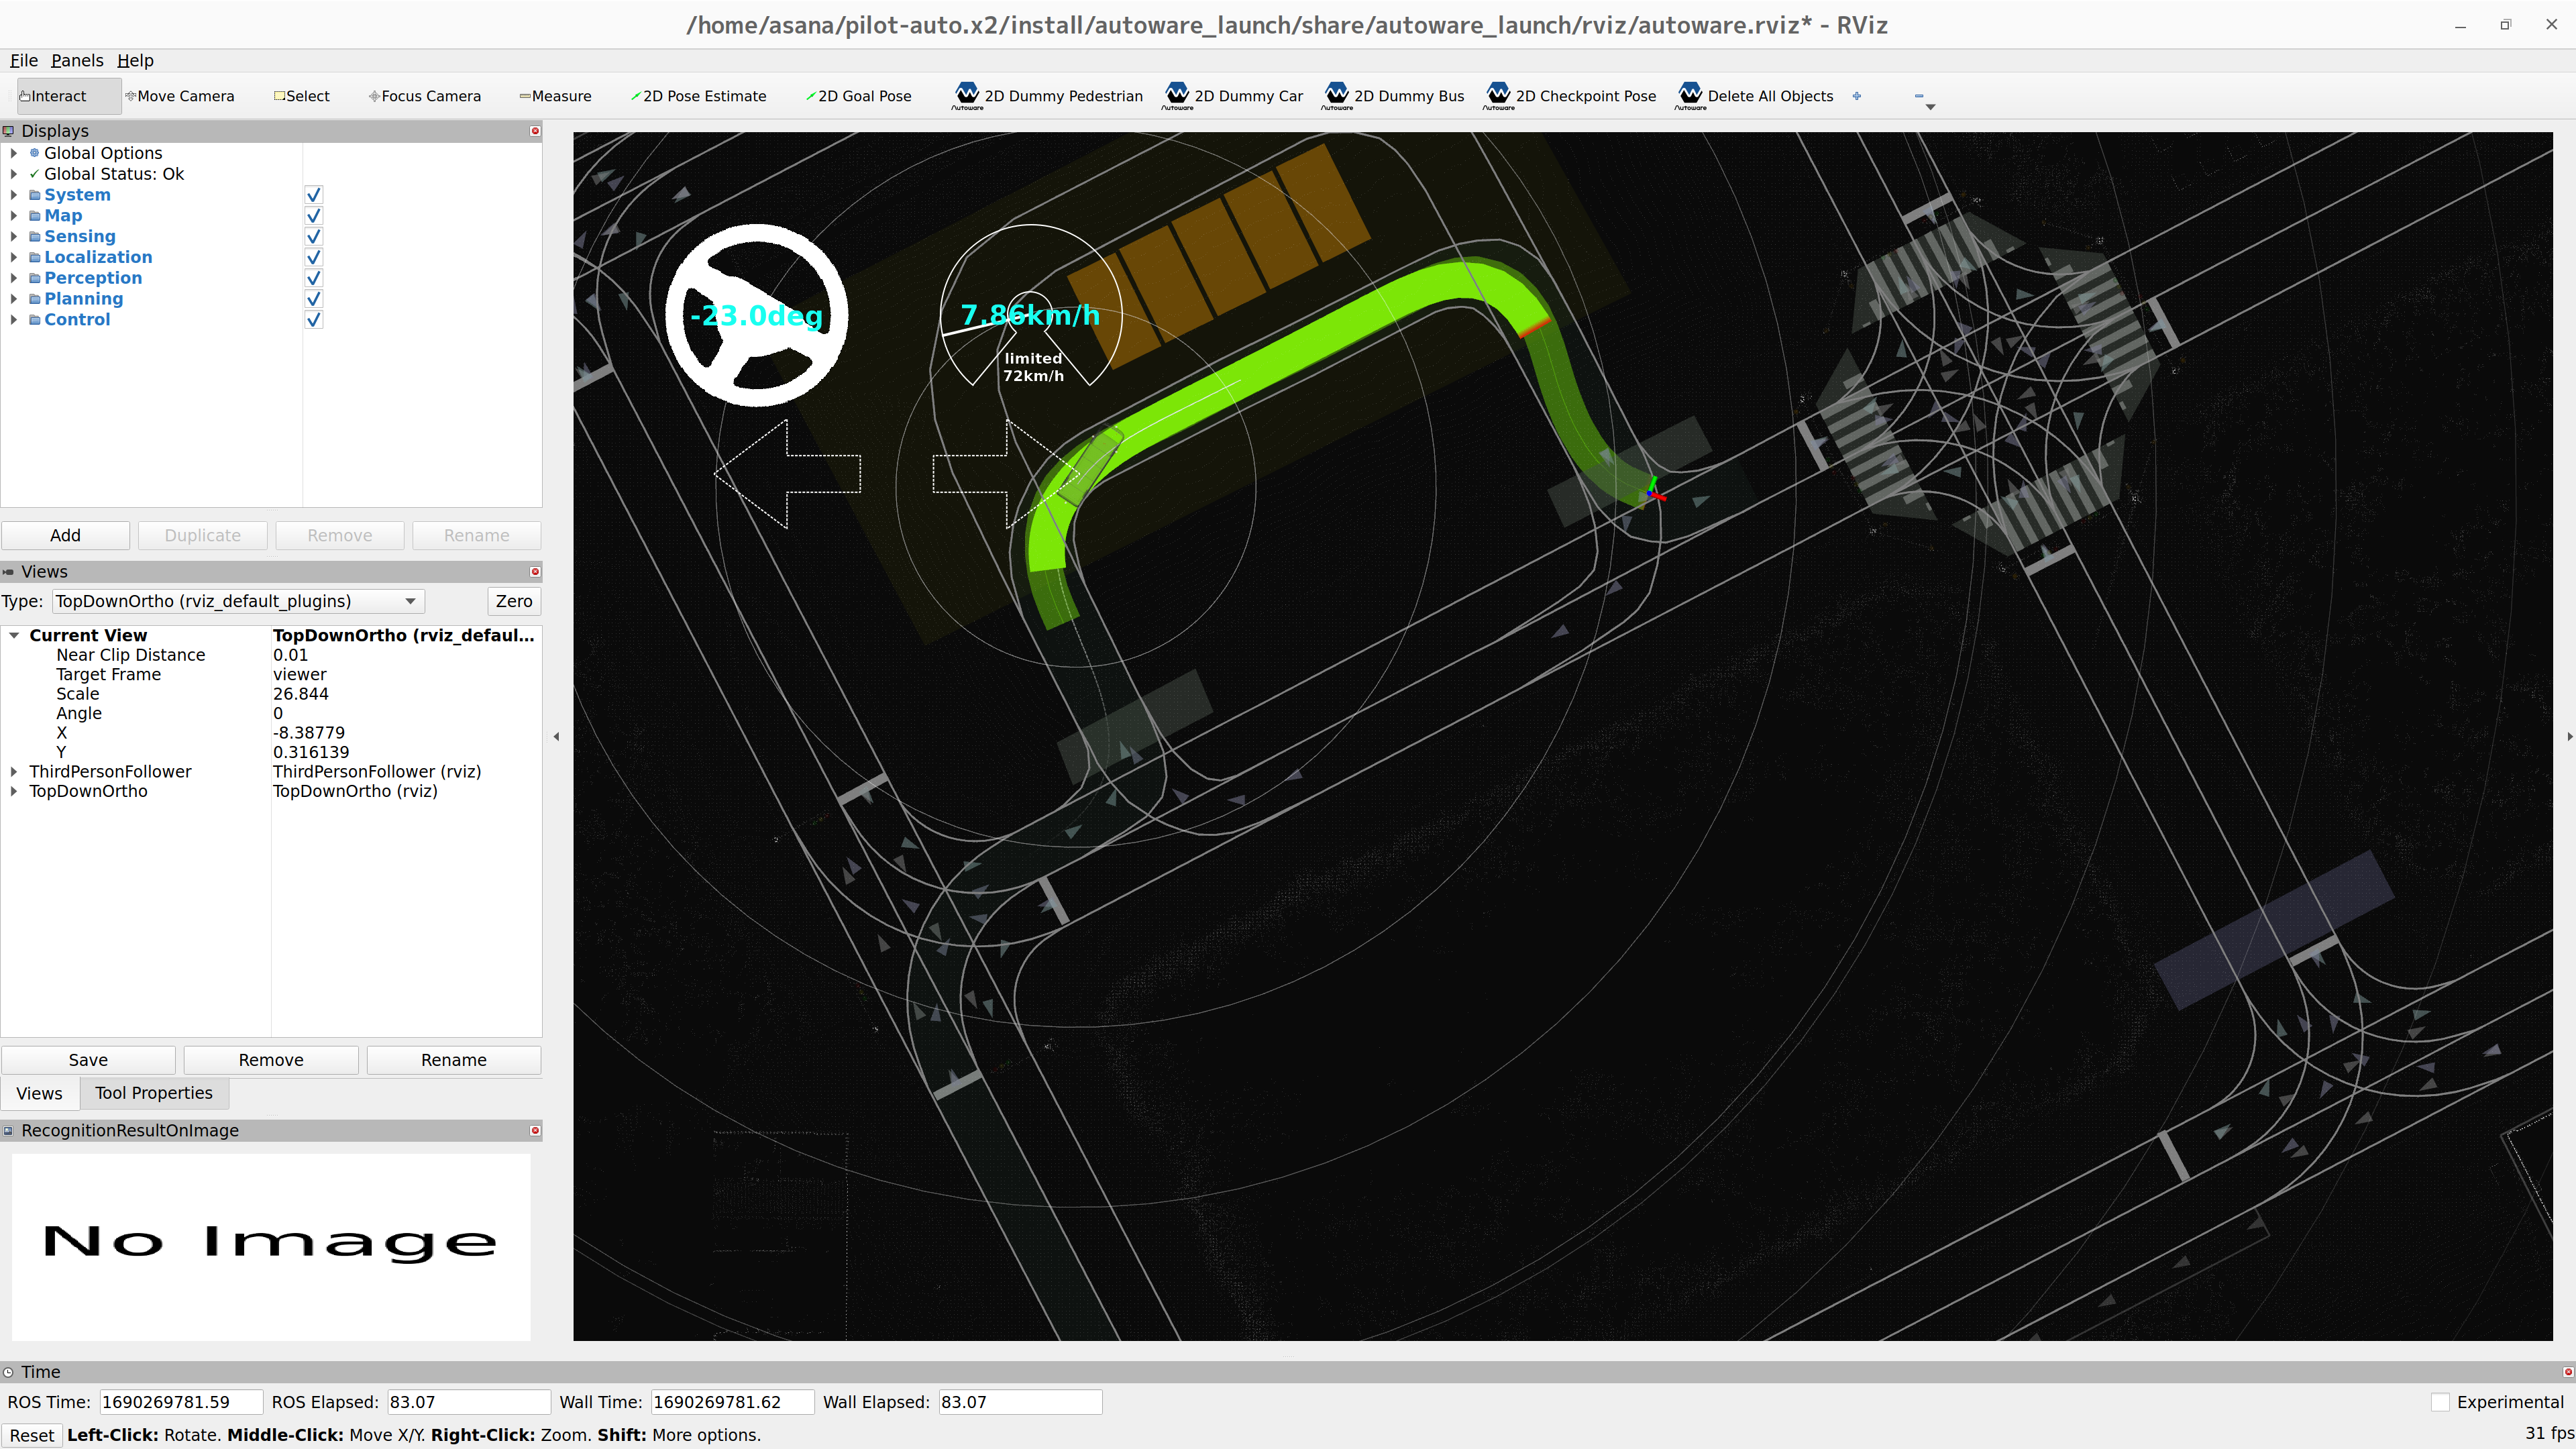 /home/asana/pilot-auto.x2/install/autoware_launch/share/autoware_launch/rviz/autoware.rviz* - RViz
File Panels Help
Interact Move Camera Select Focus Camera Measure 2D Pose Estimate 2D Goal Pose 2D Dummy Pedestrian 2D Dummy Car 2D Dummy Bus 2D Checkpoint Pose Delete All Objects
Autoware Autoware Autoware Autoware Autoware
Displays
Global Options
Global Status: Ok
System
Map
Sensing
Localization
Perception
Planning
Control
Add Duplicate Remove Rename
Views
Type: TopDownOrtho (rviz_default_plugins) Zero
Current View TopDownOrtho (rviz_defaul...
Near Clip Distance 0.01
Target Frame viewer
Scale 26.844
Angle 0
X -8.38779
Y 0.316139
ThirdPersonFollower ThirdPersonFollower (rviz)
TopDownOrtho TopDownOrtho (rviz)
Save Remove Rename
Views Tool Properties
RecognitionResultOnImage
No Image
-23.0deg
7.86km/h
limited
72km/h
Time
ROS Time: 1690269781.59 ROS Elapsed: 83.07 Wall Time: 1690269781.62 Wall Elapsed: 83.07 Experimental
Reset Left-Click: Rotate. Middle-Click: Move X/Y. Right-Click: Zoom. Shift: More options. 31 fps